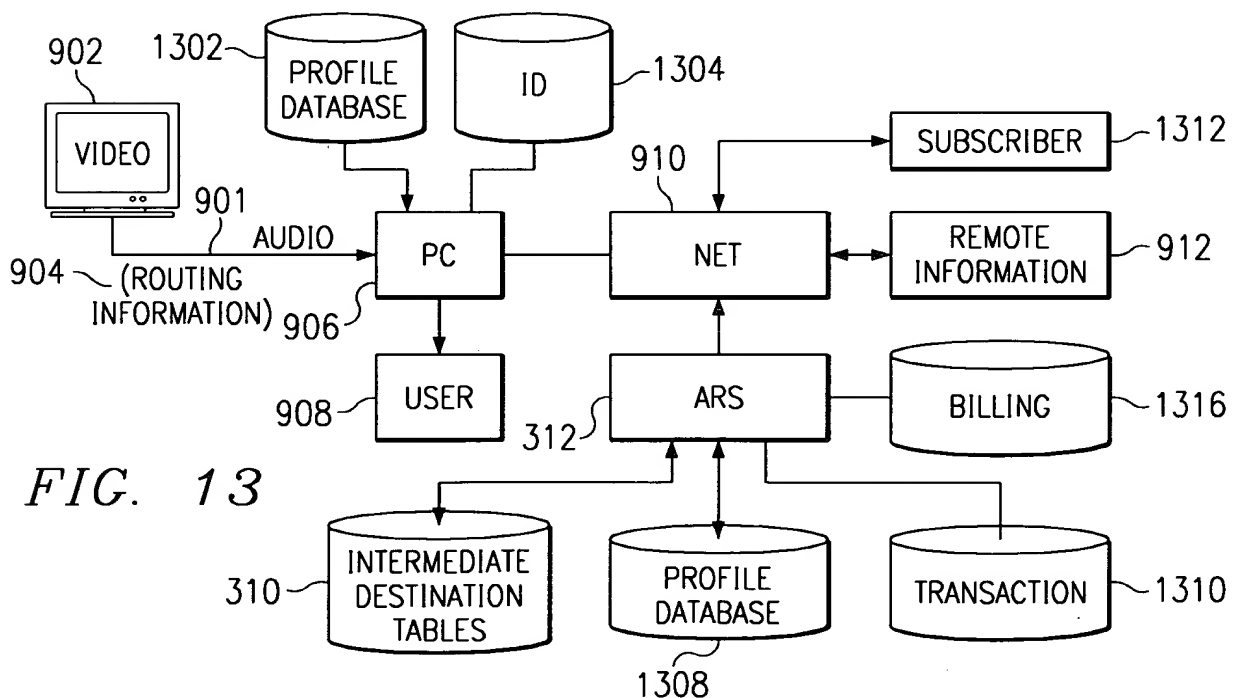 1302
902
PROFILE
DATABASE
ID
1304
VIDEO
901
AUDIO
904
(ROUTING
INFORMATION)
PC
906
910
NET
SUBSCRIBER
1312
REMOTE
INFORMATION
912
USER
908
ARS
312
BILLING
1316
FIG. 13
310
INTERMEDIATE
DESTINATION
TABLES
PROFILE
DATABASE
1308
TRANSACTION
1310